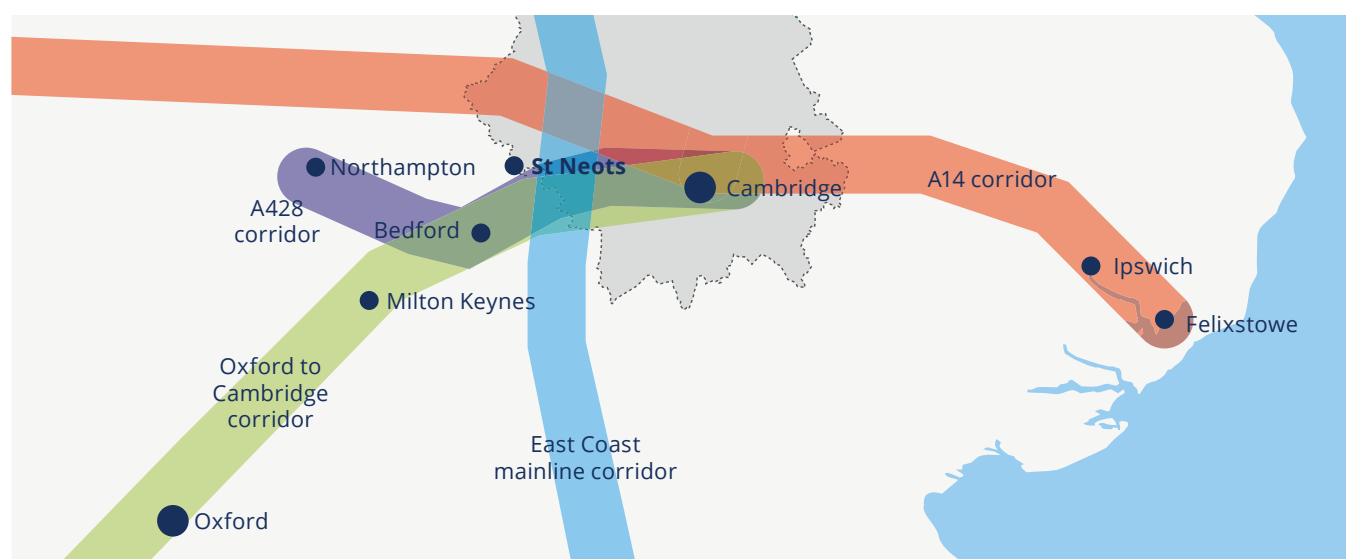 Northampton
St Neots
A14 corridor
Cambridge
A428
corridor
Bedford
Ipswich
Milton Keynes
Felixstowe
Oxford to
Cambridge
corridor
East Coast
mainline corridor
Oxford